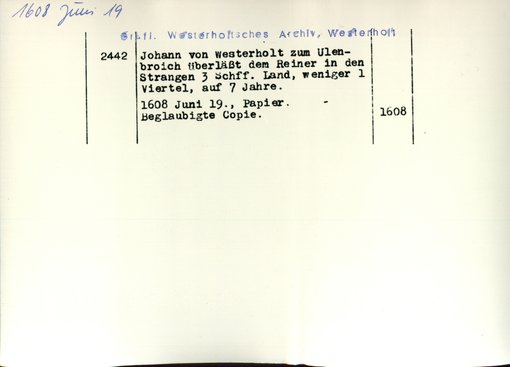 1608 Juni 19
Gräfl. Westerholtsches Archiv, Westerholt
2442 Johann von Westerholt zum Ulen-
broich überläßt dem Reiner in den
Strangen 3 Schff. Land, weniger 1
Viertel, auf 7 Jahre.
1608 Juni 19., Papier.
Beglaubigte Copie. 1608